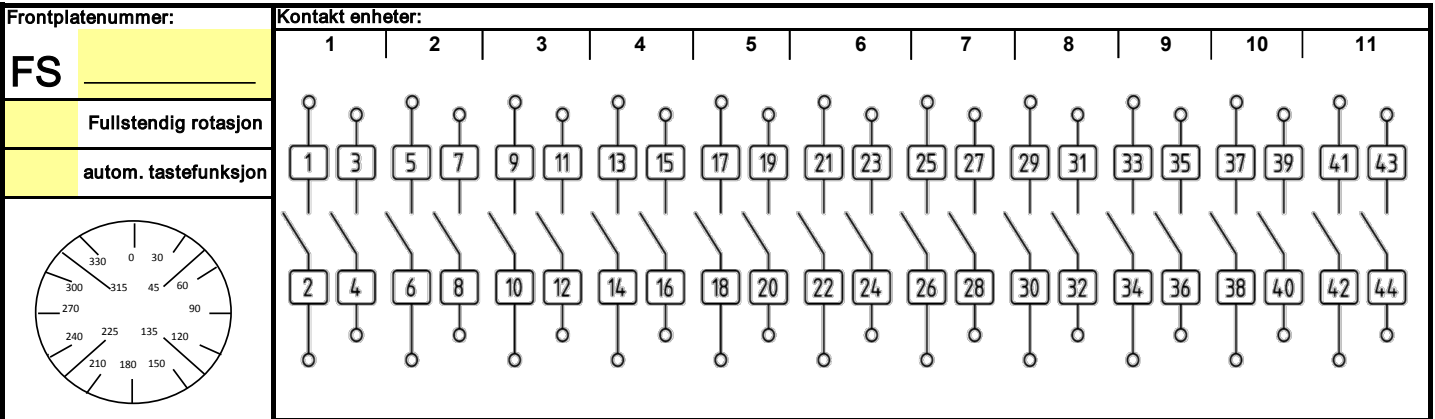 Frontplatenummer:
FS
Fullstendig rotasjon
autom. tastefunksjon
330 0 30
300 315 45 60
270 90
240 225 135 120
210 180 150
Kontakt enheter:
1 2 3 4 5 6 7 8 9 10 11
1 3 5 7 9 11 13 15 17 19 21 23 25 27 29 31 33 35 37 39 41 43
2 4 6 8 10 12 14 16 18 20 22 24 26 28 30 32 34 36 38 40 42 44